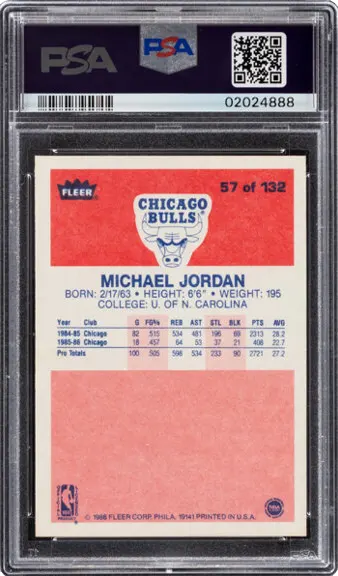 PSA
PSA
02024888
FLEER
57 of 132
CHICAGO
BULLS
MICHAEL JORDAN
BORN: 2/17/63 • HEIGHT: 6'6" • WEIGHT: 195
COLLEGE: U. OF N. CAROLINA
Year Club G FG% REB AST STL BLK PTS AVG
1984-85 Chicago 82 .515 534 481 196 69 2313 28.2
1985-86 Chicago 18 .457 64 53 37 21 408 22.7
Pro Totals 100 .505 598 534 233 90 2721 27.2
NBA
© 1986 FLEER CORP. PHILA. 19141 PRINTED IN U.S.A.